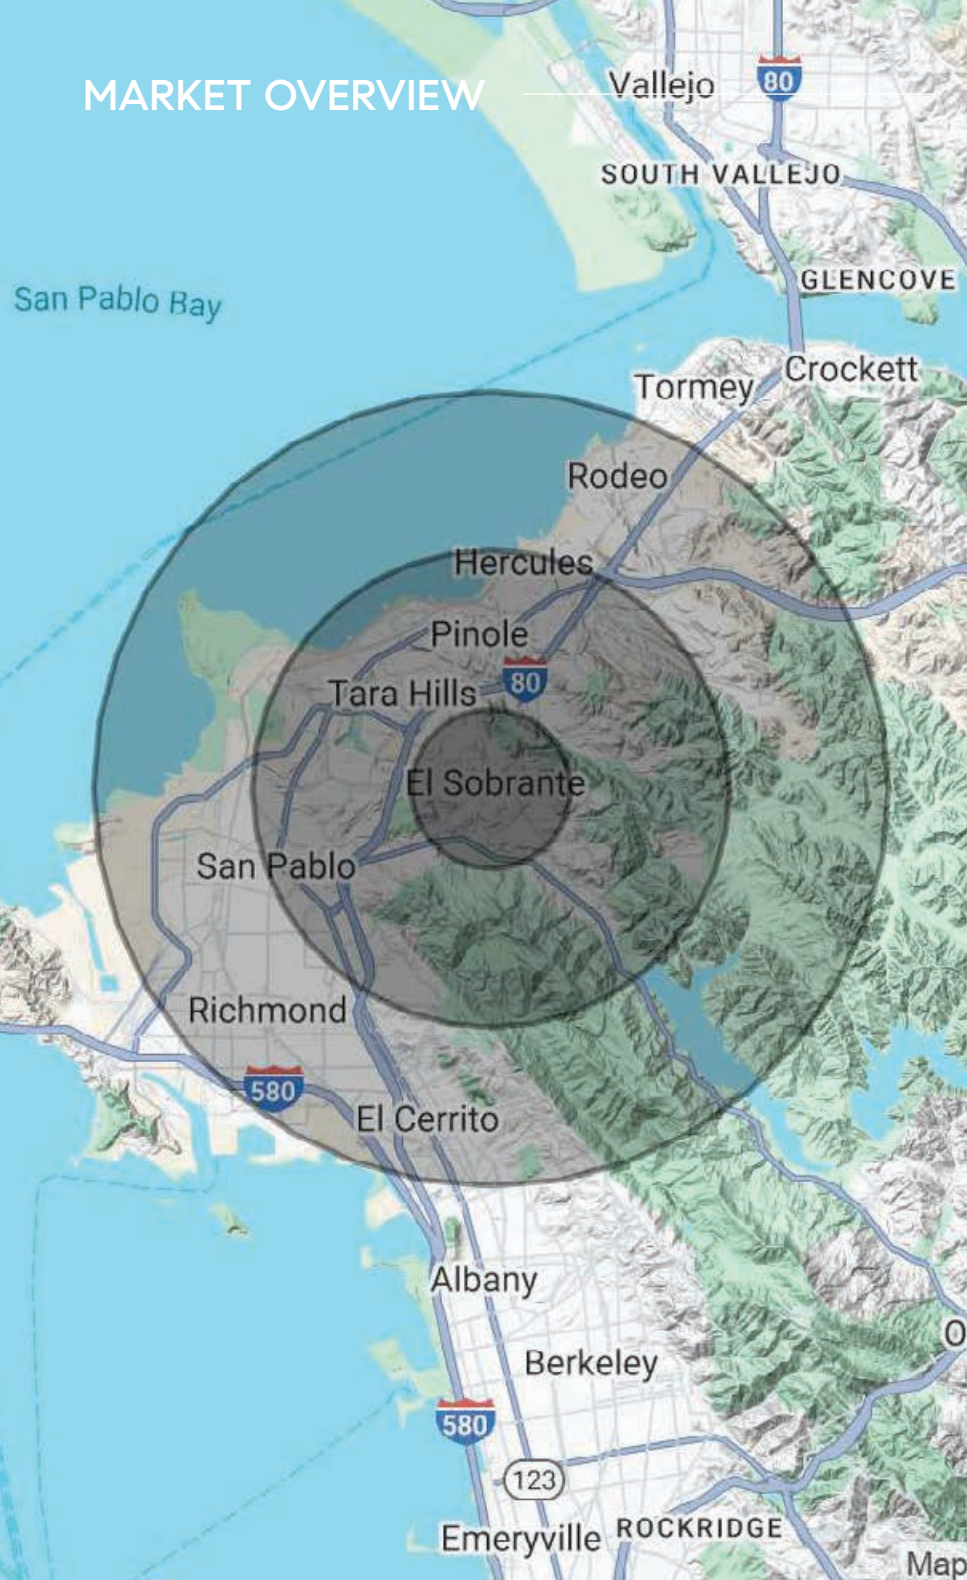 MARKET OVERVIEW
Vallejo
80
SOUTH VALLEJO
GLENCOVE
San Pablo Bay
Crockett
Tormey
Rodeo
Hercules
Pinole
80
Tara Hills
El Sobrante
San Pablo
Richmond
580
El Cerrito
Albany
O
Berkeley
580
123
Emeryville
ROCKRIDGE
Map